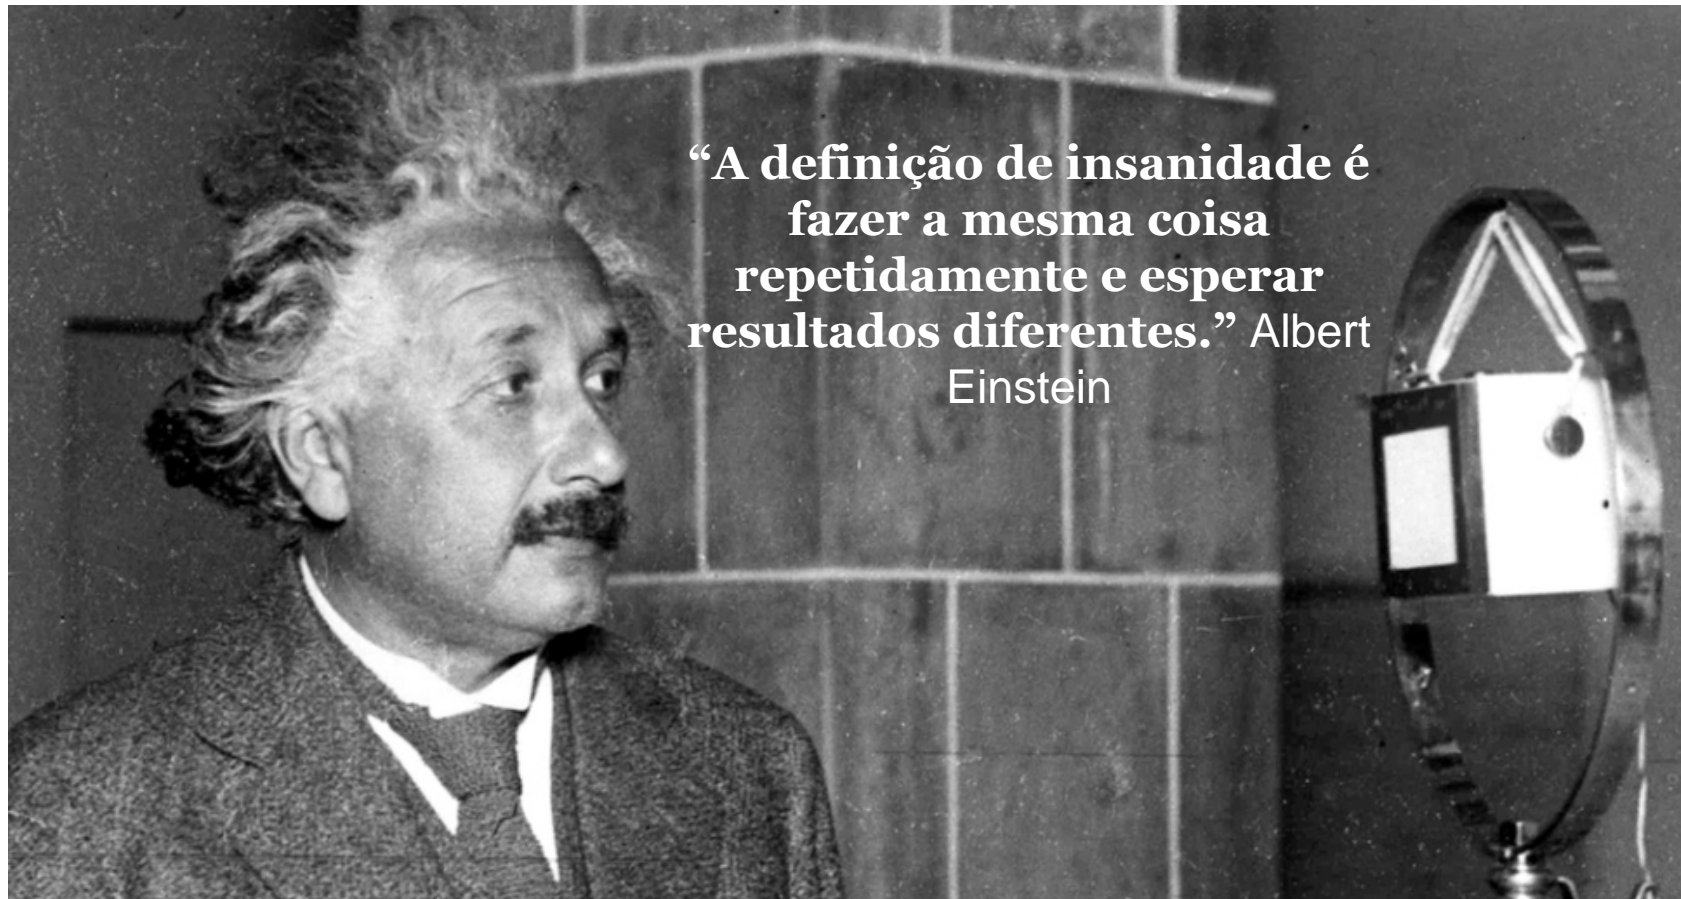 “A definição de insanidade é
fazer a mesma coisa
repetidamente e esperar
resultados diferentes.” Albert
Einstein